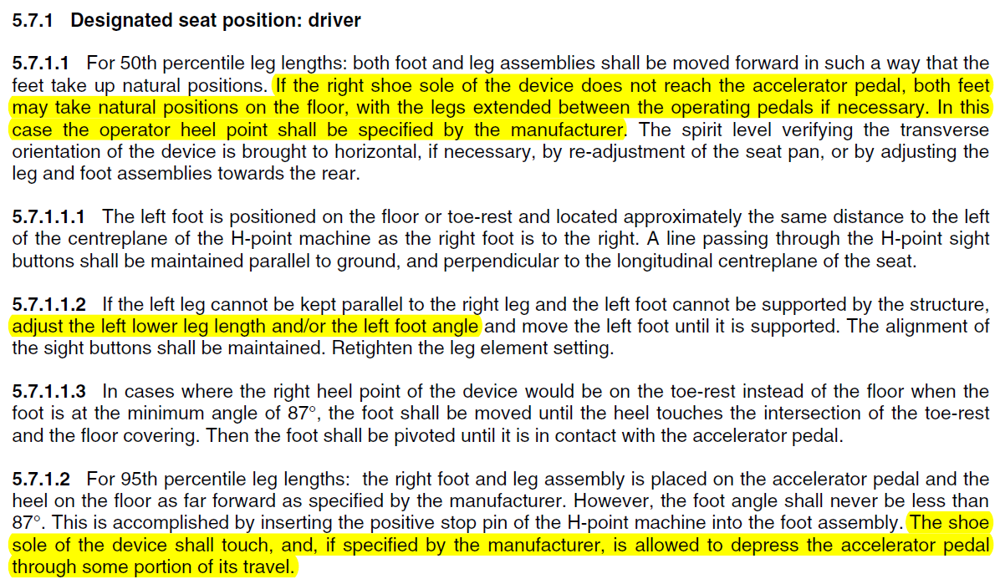 5.7.1 Designated seat position: driver
5.7.1.1 For 50th percentile leg lengths: both foot and leg assemblies shall be moved forward in such a way that the
feet take up natural positions. If the right shoe sole of the device does not reach the accelerator pedal, both feet
may take natural positions on the floor, with the legs extended between the operating pedals if necessary. In this
case the operator heel point shall be specified by the manufacturer. The spirit level verifying the transverse
orientation of the device is brought to horizontal, if necessary, by re-adjustment of the seat pan, or by adjusting the
leg and foot assemblies towards the rear.
5.7.1.1.1 The left foot is positioned on the floor or toe-rest and located approximately the same distance to the left
of the centreplane of the H-point machine as the right foot is to the right. A line passing through the H-point sight
buttons shall be maintained parallel to ground, and perpendicular to the longitudinal centreplane of the seat.
5.7.1.1.2 If the left leg cannot be kept parallel to the right leg and the left foot cannot be supported by the structure,
adjust the left lower leg length and/or the left foot angle and move the left foot until it is supported. The alignment of
the sight buttons shall be maintained. Retighten the leg element setting.
5.7.1.1.3 In cases where the right heel point of the device would be on the toe-rest instead of the floor when the
foot is at the minimum angle of 87°, the foot shall be moved until the heel touches the intersection of the toe-rest
and the floor covering. Then the foot shall be pivoted until it is in contact with the accelerator pedal.
5.7.1.2 For 95th percentile leg lengths: the right foot and leg assembly is placed on the accelerator pedal and the
heel on the floor as far forward as specified by the manufacturer. However, the foot angle shall never be less than
87°. This is accomplished by inserting the positive stop pin of the H-point machine into the foot assembly. The shoe
sole of the device shall touch, and, if specified by the manufacturer, is allowed to depress the accelerator pedal
through some portion of its travel.